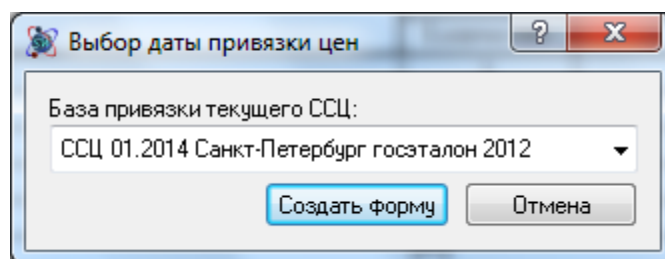 Выбор даты привязки цен
База привязки текущего ССЦ:
ССЦ 01.2014 Санкт-Петербург госэталон 2012
Создать форму Отмена